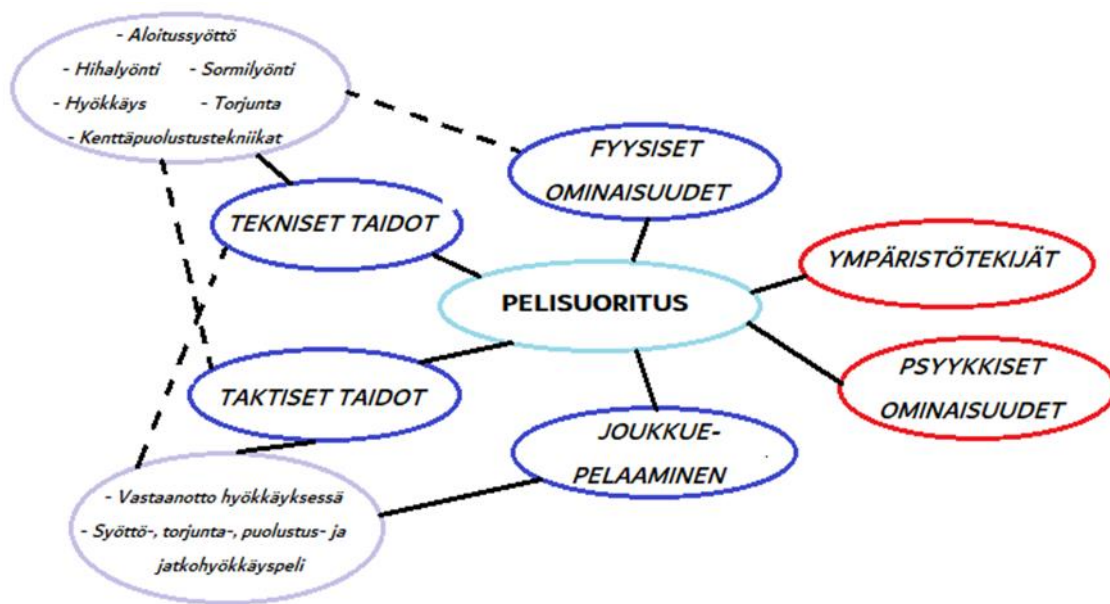 - Aloitussyöttö
- Hihalyönti - Sormilyönti
- Hyökkäys - Torjunta
- Kenttäpuolustustekniikat
FYYSISET
OMINAISUUDET
TEKNISET TAIDOT
YMPÄRISTÖTEKIJÄT
PELISUORITUS
PSYYKKISET
OMINAISUUDET
TAKTISET TAIDOT
JOUKKUE-
PELAAMINEN
- Vastaanotto hyökkäyksessä
- Syöttö-, torjunta-, puolustus- ja
jatkohyökkäyspeli